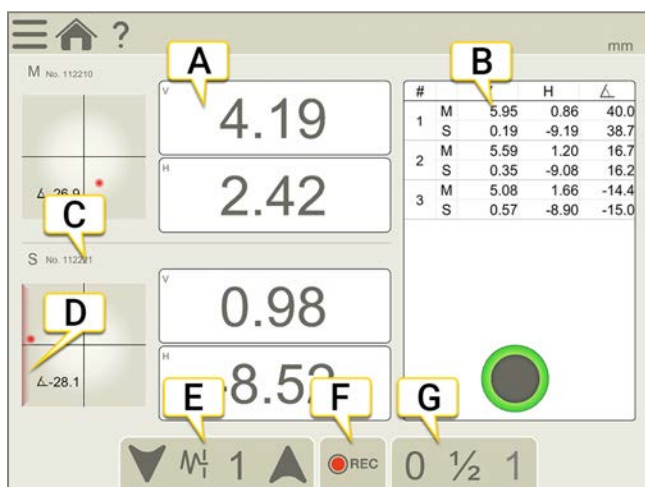 ?
mm
M No. 112210
A
B
V
4.19
# H ∡
1 M 5.95 0.86 40.0
S 0.19 -9.19 38.7
2 M 5.59 1.20 16.7
S 0.35 -9.08 16.2
3 M 5.08 1.66 -14.4
S 0.57 -8.90 -15.0
H
2.42
C
S No. 112221
D
∡-28.1
V
0.98
H
-8.52
E
F
G
1
REC
0 ½ 1